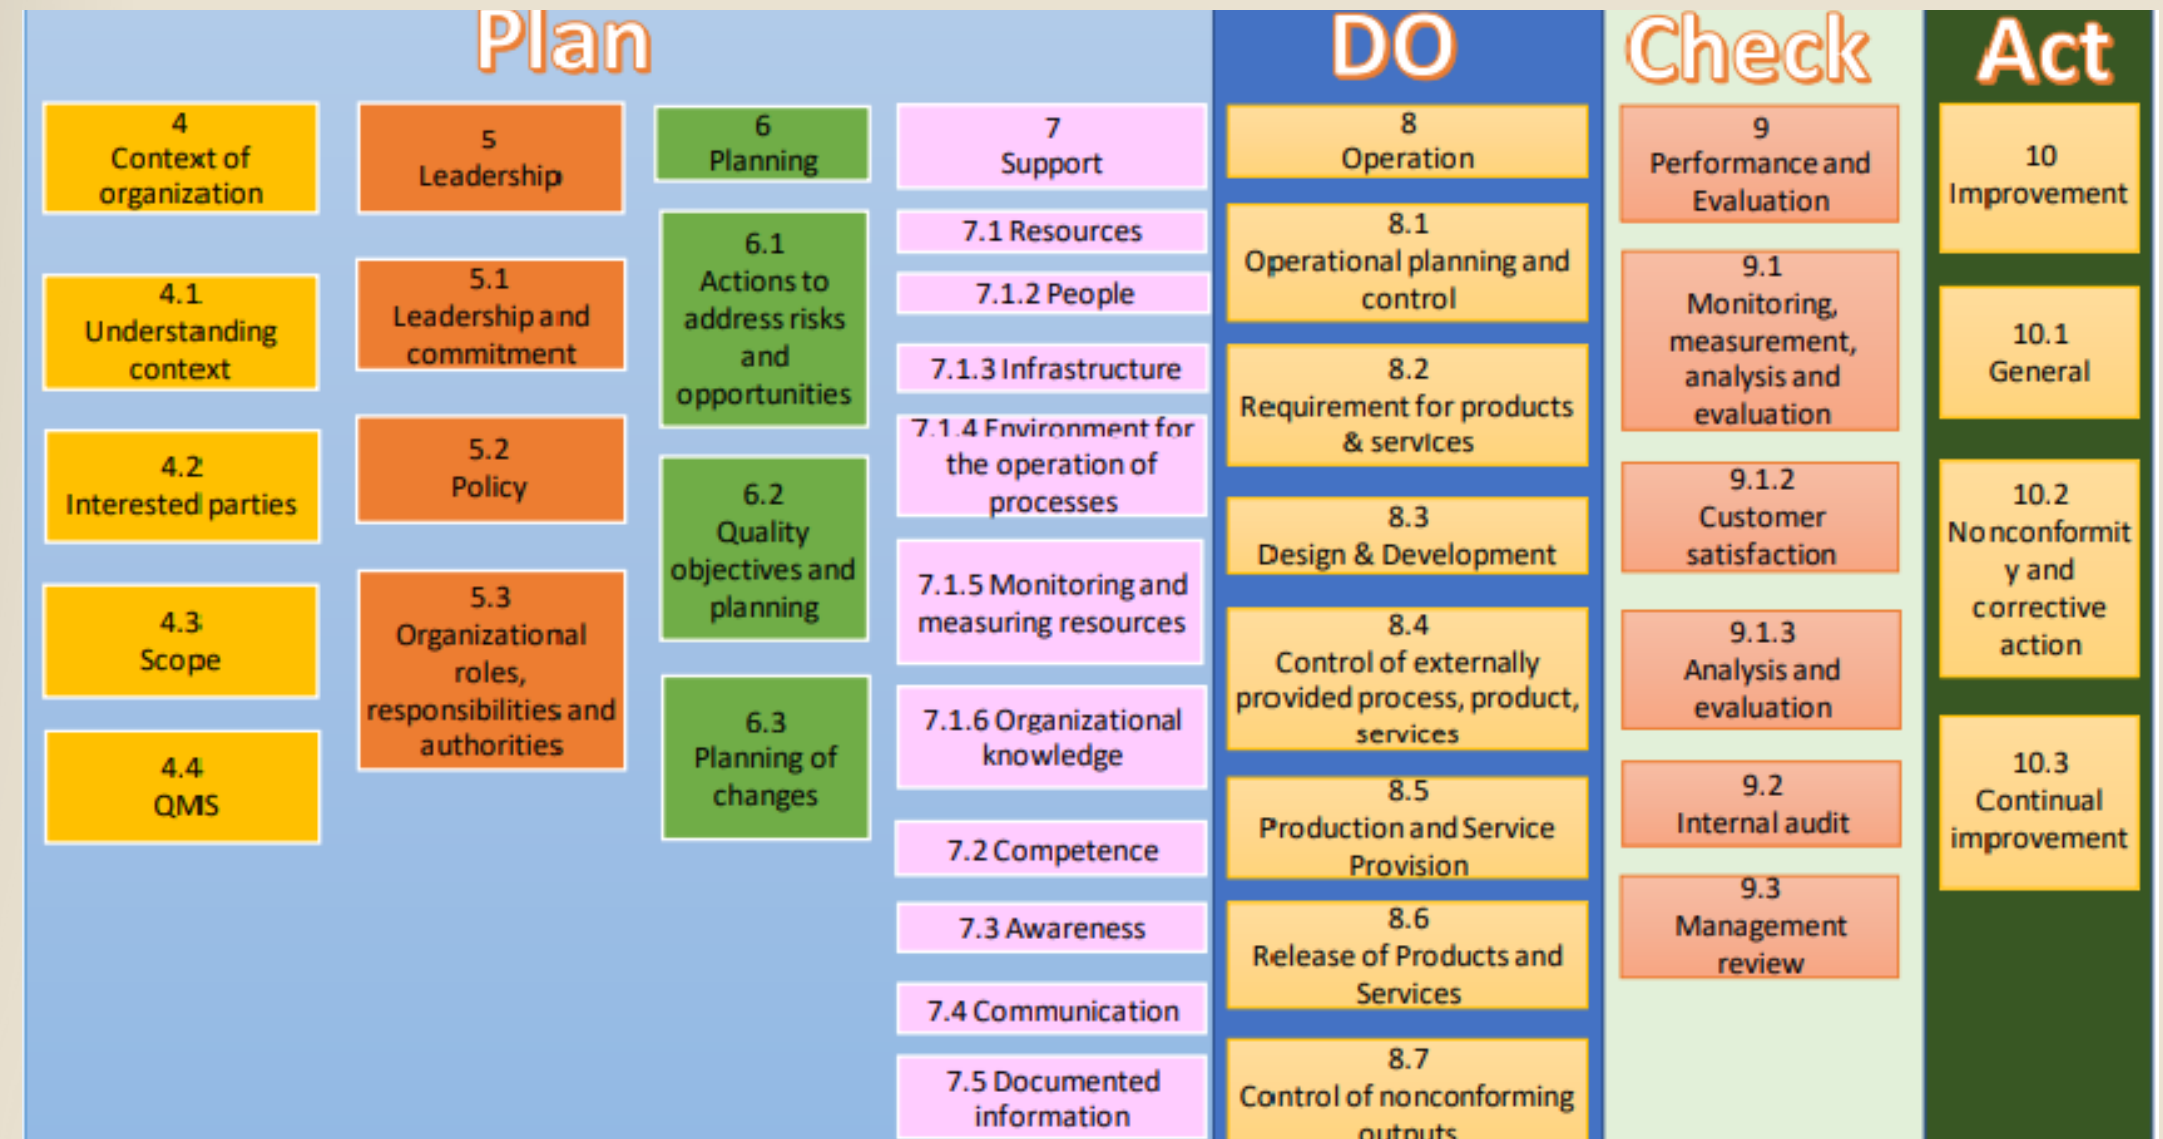 Plan
4
Context of
organization
4.1
Understanding
context
4.2
Interested parties
4.3
Scope
4.4
QMS
5
Leadership
5.1
Leadership and
commitment
5.2
Policy
5.3
Organizational
roles,
responsibilities and
authorities
6
Planning
6.1
Actions to
address risks
and
opportunities
6.2
Quality
objectives and
planning
6.3
Planning of
changes
7
Support
7.1 Resources
7.1.2 People
7.1.3 Infrastructure
7.1.4 Environment for
the operation of
processes
7.1.5 Monitoring and
measuring resources
7.1.6 Organizational
knowledge
7.2 Competence
7.3 Awareness
7.4 Communication
7.5 Documented
information
DO
8
Operation
8.1
Operational planning and
control
8.2
Requirement for products
& services
8.3
Design & Development
8.4
Control of externally
provided process, product,
services
8.5
Production and Service
Provision
8.6
Release of Products and
Services
8.7
Control of nonconforming
outputs
Check
9
Performance and
Evaluation
9.1
Monitoring,
measurement,
analysis and
evaluation
9.1.2
Customer
satisfaction
9.1.3
Analysis and
evaluation
9.2
Internal audit
9.3
Management
review
Act
10
Improvement
10.1
General
10.2
Nonconformit
y and
corrective
action
10.3
Continual
improvement